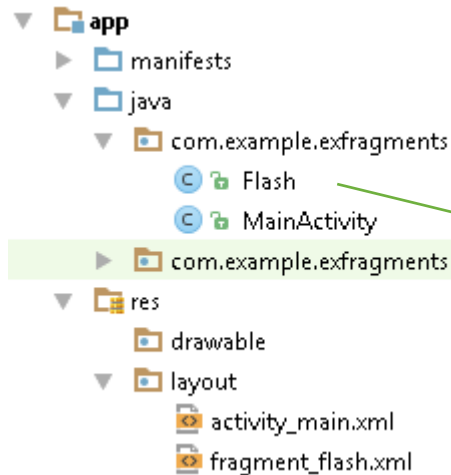 app
manifests
java
com.example.exfragments
C Flash
C MainActivity
com.example.exfragments
res
drawable
layout
activity_main.xml
fragment_flash.xml